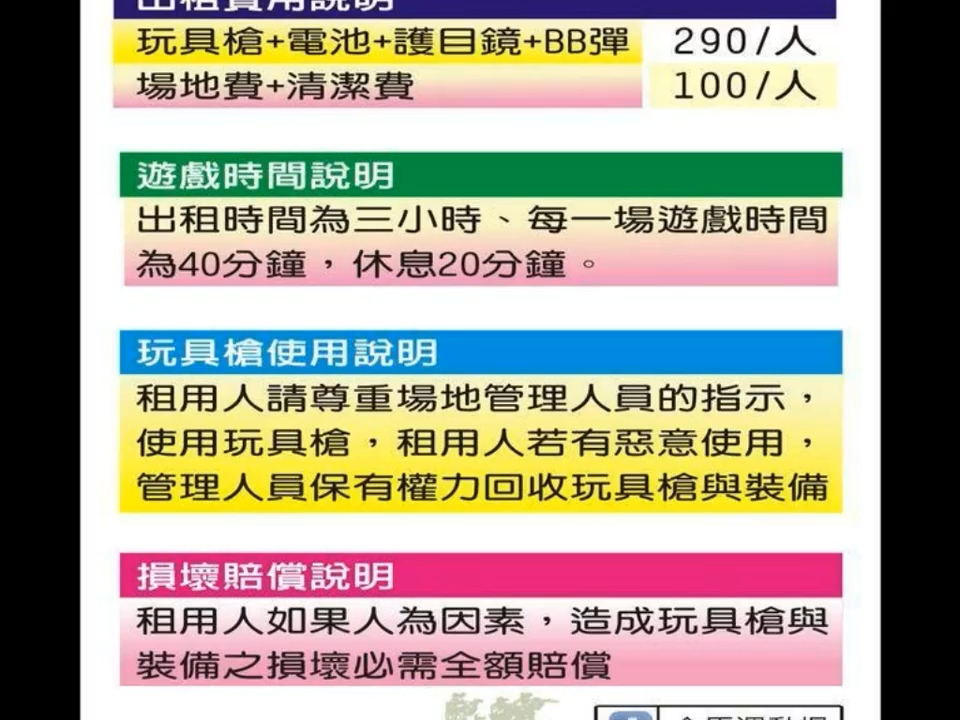 出租費用說明
玩具槍+電池+護目鏡+BB彈 290/人
場地費+清潔費 100/人
遊戲時間說明
出租時間為三小時、每一場遊戲時間
為40分鐘，休息20分鐘。
玩具槍使用說明
租用人請尊重場地管理人員的指示，
使用玩具槍，租用人若有惡意使用，
管理人員保有權力回收玩具槍與裝備
損壞賠償說明
租用人如果人為因素，造成玩具槍與
裝備之損壞必需全額賠償